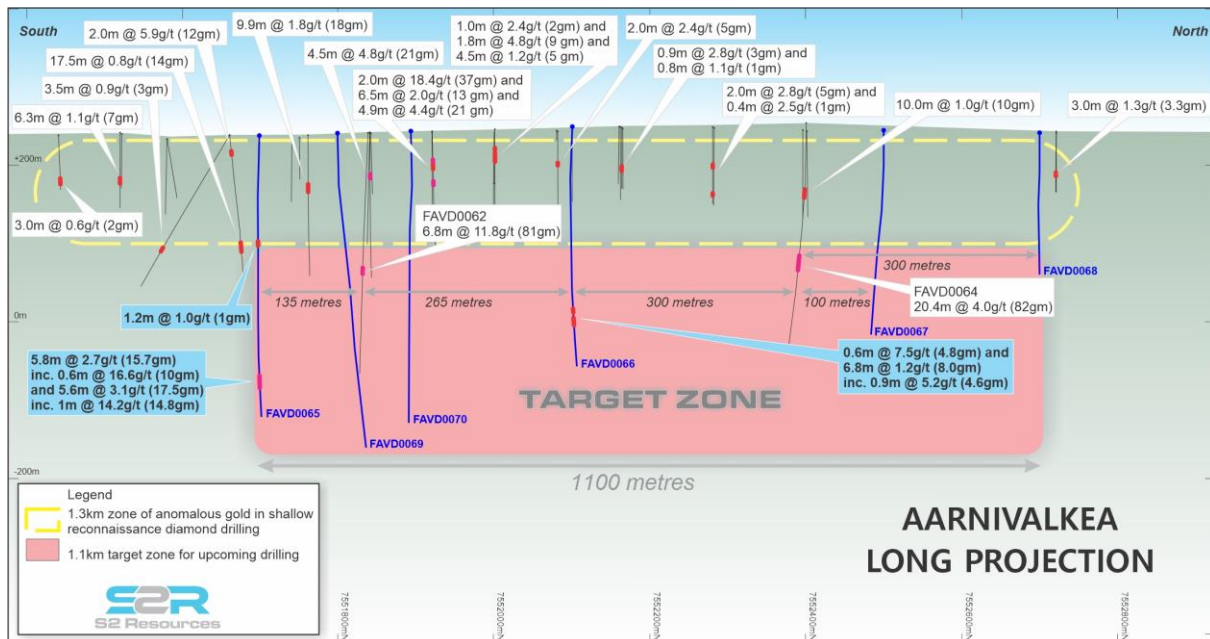 South
North
2.0m @ 5.9g/t (12gm)
17.5m @ 0.8g/t (14gm)
3.5m @ 0.9g/t (3gm)
6.3m @ 1.1g/t (7gm)
9.9m @ 1.8g/t (18gm)
4.5m @ 4.8g/t (21gm)
2.0m @ 18.4g/t (37gm) and
6.5m @ 2.0g/t (13 gm) and
4.9m @ 4.4g/t (21 gm)
1.0m @ 2.4g/t (2gm) and
1.8m @ 4.8g/t (9 gm) and
4.5m @ 1.2g/t (5 gm)
2.0m @ 2.4g/t (5gm)
0.9m @ 2.8g/t (3gm) and
0.8m @ 1.1g/t (1gm)
2.0m @ 2.8g/t (5gm) and
0.4m @ 2.5g/t (1gm)
10.0m @ 1.0g/t (10gm)
3.0m @ 1.3g/t (3.3gm)
+200m
3.0m @ 0.6g/t (2gm)
FAVD0062
6.8m @ 11.8g/t (81gm)
300 metres
FAVD0068
135 metres
265 metres
300 metres
100 metres
FAVD0064
20.4m @ 4.0g/t (82gm)
1.2m @ 1.0g/t (1gm)
0m
FAVD0067
5.8m @ 2.7g/t (15.7gm)
inc. 0.6m @ 16.6g/t (10gm)
and 5.6m @ 3.1g/t (17.5gm)
inc. 1m @ 14.2g/t (14.8gm)
0.6m @ 7.5g/t (4.8gm) and
6.8m @ 1.2g/t (8.0gm)
inc. 0.9m @ 5.2g/t (4.6gm)
FAVD0066
TARGET ZONE
FAVD0065
FAVD0070
FAVD0069
-200m
1100 metres
Legend
1.3km zone of anomalous gold in shallow
reconnaissance diamond drilling
1.1km target zone for upcoming drilling
S2R
S2 Resources
AARNIVALKEA
LONG PROJECTION
7551800mN
7552000mN
7552200mN
7552400mN
7552600mN
7552800mN